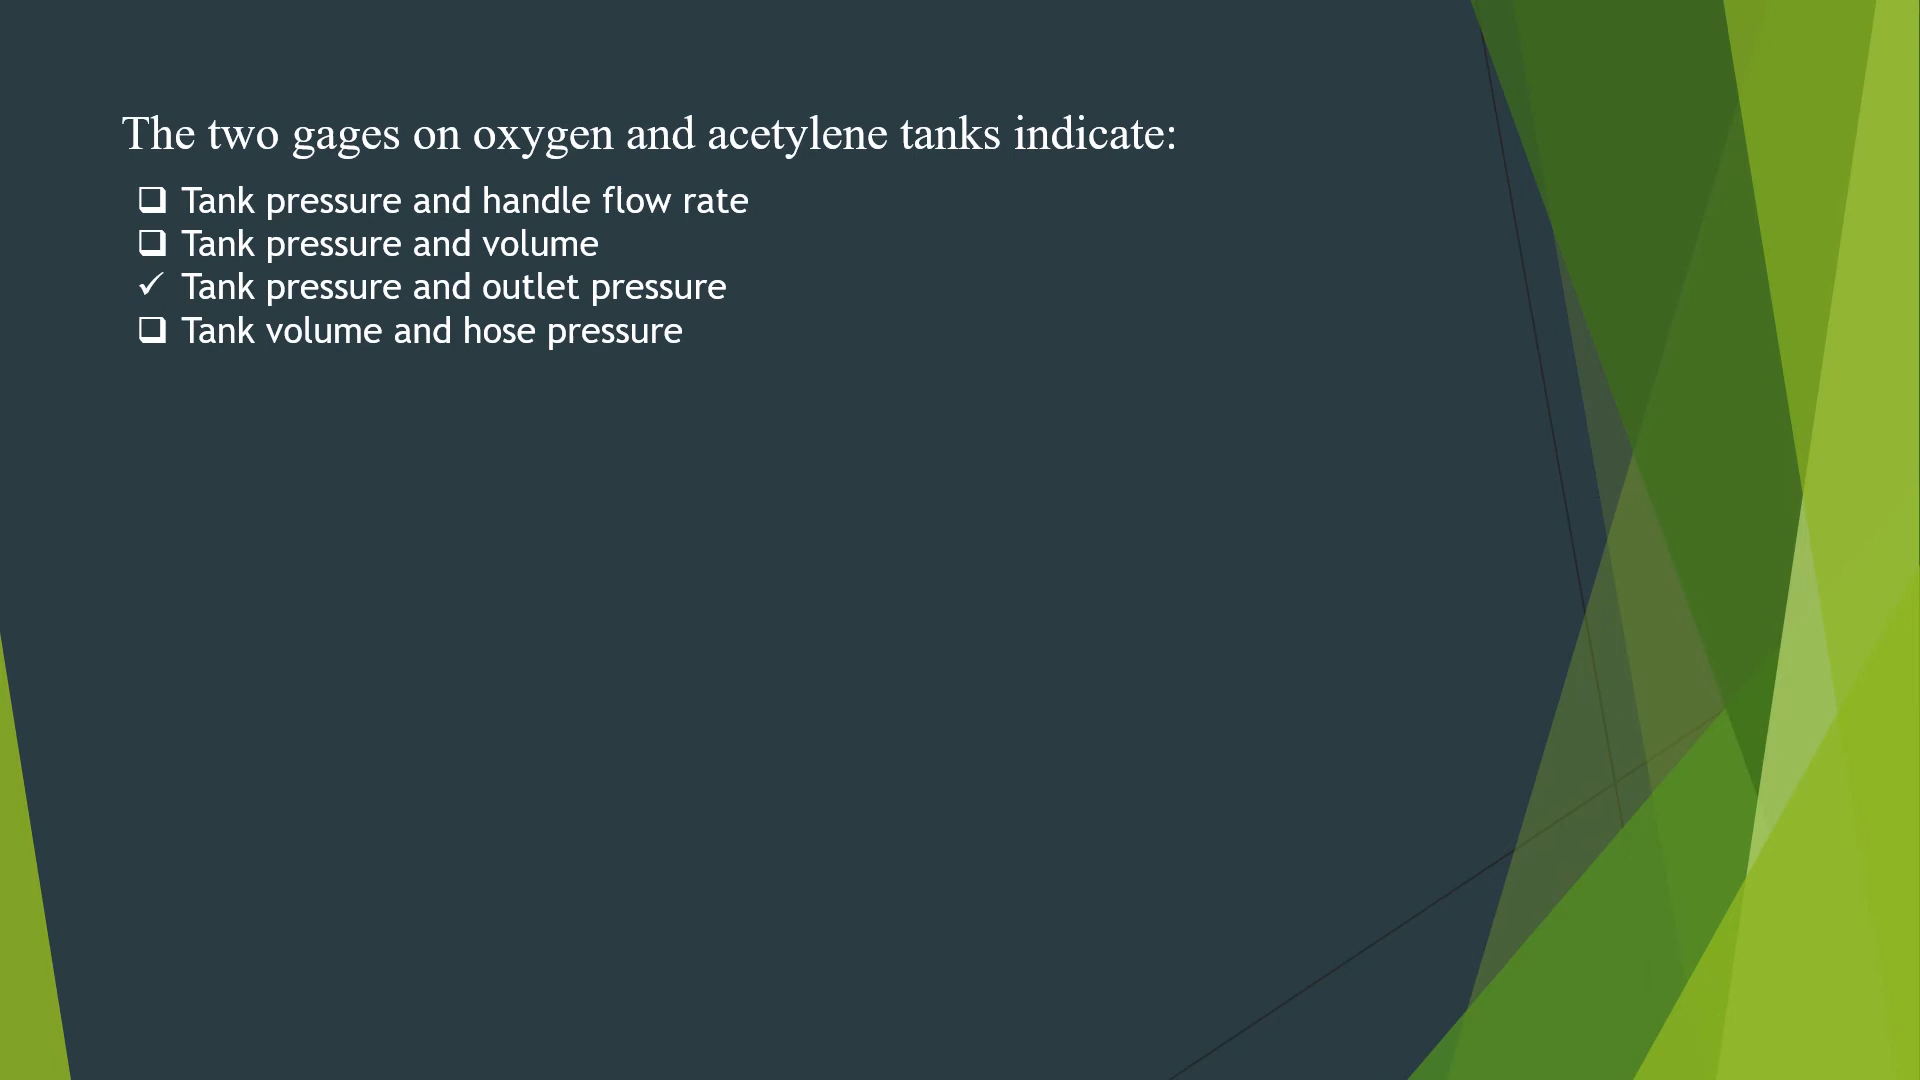 The two gages on oxygen and acetylene tanks indicate:
❑ Tank pressure and handle flow rate
❑ Tank pressure and volume
✓ Tank pressure and outlet pressure
❑ Tank volume and hose pressure